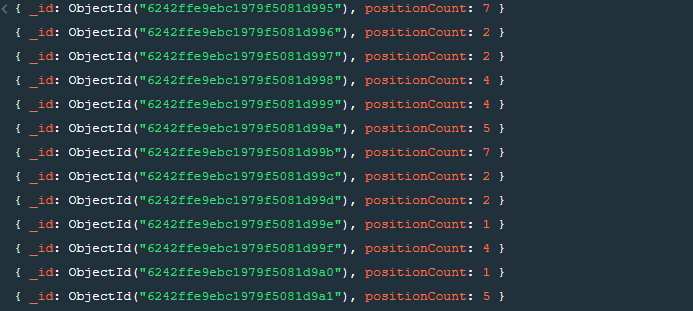 { _id: ObjectId("6242ffe9ebc1979f5081d995"), positionCount: 7 }
{ _id: ObjectId("6242ffe9ebc1979f5081d996"), positionCount: 2 }
{ _id: ObjectId("6242ffe9ebc1979f5081d997"), positionCount: 2 }
{ _id: ObjectId("6242ffe9ebc1979f5081d998"), positionCount: 4 }
{ _id: ObjectId("6242ffe9ebc1979f5081d999"), positionCount: 4 }
{ _id: ObjectId("6242ffe9ebc1979f5081d99a"), positionCount: 5 }
{ _id: ObjectId("6242ffe9ebc1979f5081d99b"), positionCount: 7 }
{ _id: ObjectId("6242ffe9ebc1979f5081d99c"), positionCount: 2 }
{ _id: ObjectId("6242ffe9ebc1979f5081d99d"), positionCount: 2 }
{ _id: ObjectId("6242ffe9ebc1979f5081d99e"), positionCount: 1 }
{ _id: ObjectId("6242ffe9ebc1979f5081d99f"), positionCount: 4 }
{ _id: ObjectId("6242ffe9ebc1979f5081d9a0"), positionCount: 1 }
{ _id: ObjectId("6242ffe9ebc1979f5081d9a1"), positionCount: 5 }